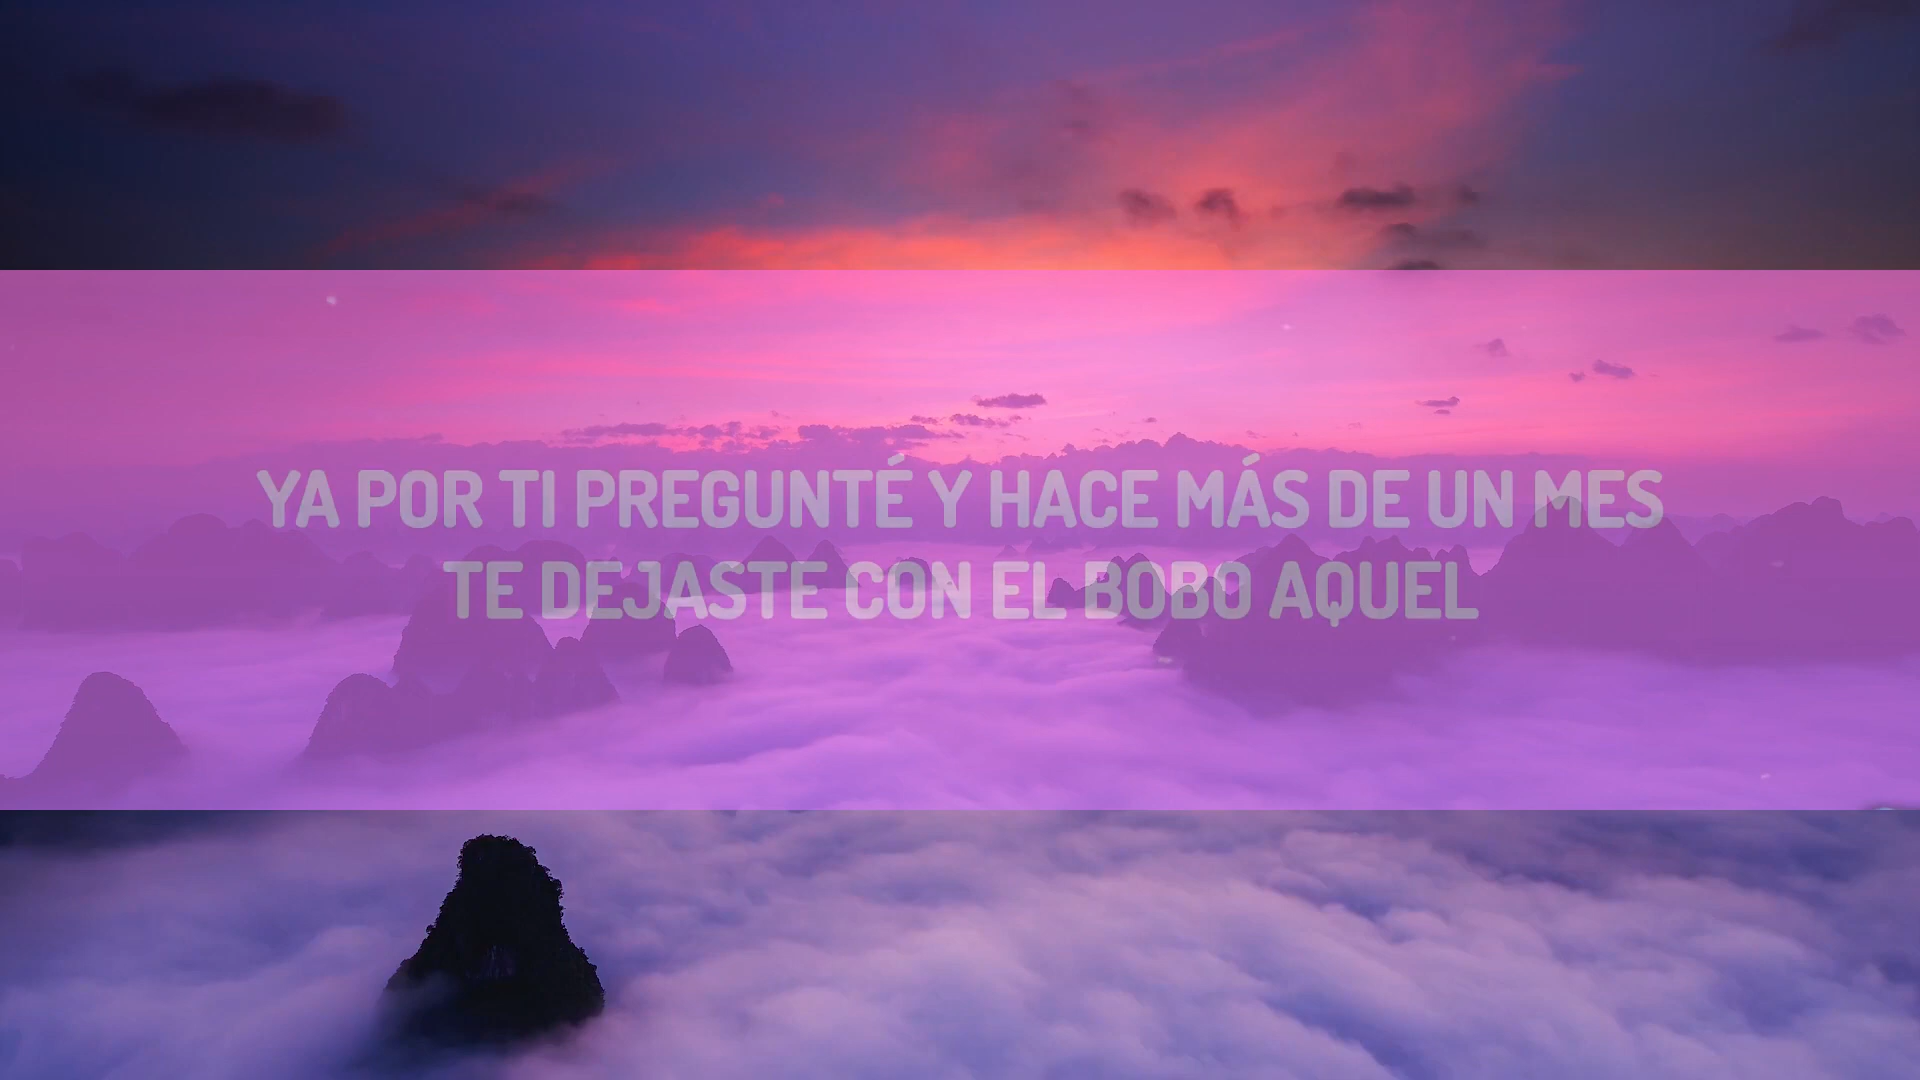 YA POR TI PREGUNTÉ Y HACE MÁS DE UN MES
TE DEJASTE CON EL BOBO AQUEL